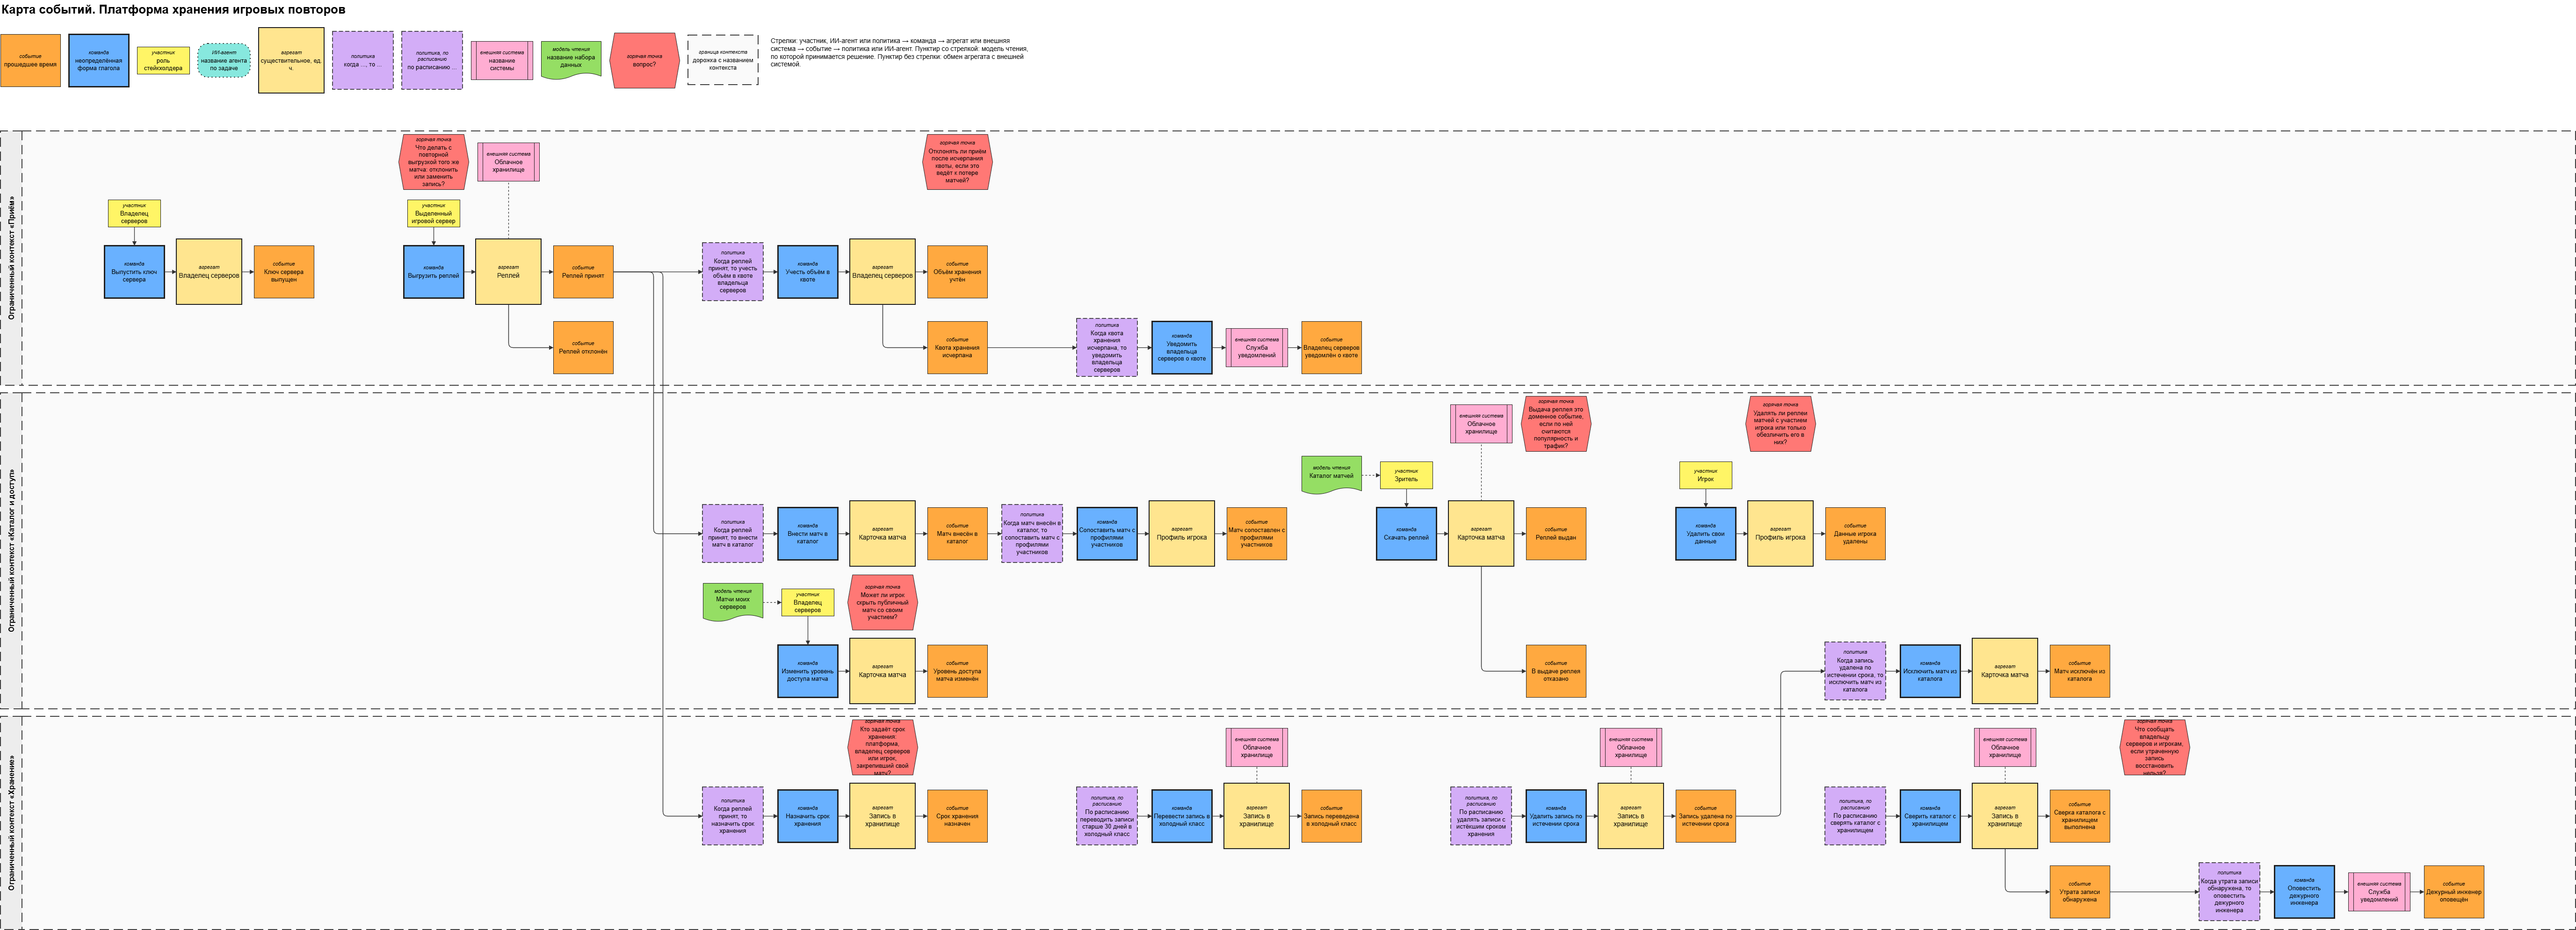 Карта событий. Платформа хранения игровых повторов
событие
прошедшее время
команда
неопределённая
форма глагола
участник
роль
стейкхолдера
ИИ-агент
название агента
по задаче
агрегат
существительное, ед.
ч.
политика
когда ..., то ...
политика, по
расписанию
по расписанию ...
внешняя система
название
системы
модель чтения
название набора
данных
горячая точка
вопрос?
граница контекста
дорожка с названием
контекста
Стрелки: участник, ИИ-агент или политика → команда → агрегат или внешняя
система → событие → политика или ИИ-агент. Пунктир со стрелкой: модель чтения,
по которой принимается решение. Пунктир без стрелки: обмен агрегата с внешней
системой.
Ограниченный контекст «Приём»
горячая точка
Что делать с
повторной
выгрузкой того же
матча: отклонить
или заменить
запись?
внешняя система
Облачное
хранилище
горячая точка
Отклонять ли приём
после исчерпания
квоты, если это
ведёт к потере
матчей?
участник
Владелец
серверов
участник
Выделенный
игровой сервер
команда
Выпустить ключ
сервера
агрегат
Владелец серверов
событие
Ключ сервера
выпущен
команда
Выгрузить реплей
агрегат
Реплей
событие
Реплей принят
политика
Когда реплей
принят, то учесть
объём в квоте
владельца
серверов
команда
Учесть объём в
квоте
агрегат
Владелец серверов
событие
Объём хранения
учтён
событие
Реплей отклонён
событие
Квота хранения
исчерпана
политика
Когда квота
хранения
исчерпана, то
уведомить
владельца
серверов
команда
Уведомить
владельца
серверов о квоте
внешняя система
Служба
уведомлений
событие
Владелец серверов
уведомлён о квоте
Ограниченный контекст «Каталог и доступ»
внешняя система
Облачное
хранилище
горячая точка
Выдача реплея это
доменное событие,
если по ней
считаются
популярность и
трафик?
горячая точка
Удалять ли реплеи
матчей с участием
игрока или только
обезличить его в
них?
модель чтения
Каталог матчей
участник
Зритель
участник
Игрок
политика
Когда реплей
принят, то внести
матч в каталог
команда
Внести матч в
каталог
агрегат
Карточка матча
событие
Матч внесён в
каталог
политика
Когда матч внесён в
каталог, то
сопоставить матч с
профилями
участников
команда
Сопоставить матч с
профилями
участников
агрегат
Профиль игрока
событие
Матч сопоставлен с
профилями
участников
команда
Скачать реплей
агрегат
Карточка матча
событие
Реплей выдан
команда
Удалить свои
данные
агрегат
Профиль игрока
событие
Данные игрока
удалены
модель чтения
Матчи моих
серверов
участник
Владелец
серверов
горячая точка
Может ли игрок
скрыть публичный
матч со своим
участием?
команда
Изменить уровень
доступа матча
агрегат
Карточка матча
событие
Уровень доступа
матча изменён
событие
В выдаче реплея
отказано
политика
Когда запись
удалена по
истечении срока, то
исключить матч из
каталога
команда
Исключить матч из
каталога
агрегат
Карточка матча
событие
Матч исключён из
каталога
Ограниченный контекст «Хранение»
горячая точка
Кто задаёт срок
хранения
платформа,
владелец серверов
или игрок,
закрепивший свой
матч?
внешняя система
Облачное
хранилище
внешняя система
Облачное
хранилище
внешняя система
Облачное
хранилище
горячая точка
Что сообщать
владельцу
серверов и игрокам,
если утраченную
запись
восстановить
нельзя?
политика
Когда реплей
принят, то
назначить срок
хранения
команда
Назначить срок
хранения
агрегат
Запись в
хранилище
событие
Срок хранения
назначен
политика, по
расписанию
По расписанию
переводить записи
старше 30 дней в
холодный класс
команда
Перевести запись в
холодный класс
агрегат
Запись в
хранилище
событие
Запись переведена
в холодный класс
политика, по
расписанию
По расписанию
удалять записи с
истёкшим сроком
хранения
команда
Удалить запись по
истечении срока
агрегат
Запись в
хранилище
событие
Запись удалена по
истечении срока
политика, по
расписанию
По расписанию
сверять каталог с
хранилищем
команда
Сверить каталог с
хранилищем
агрегат
Запись в
хранилище
событие
Сверка каталога с
хранилищем
выполнена
событие
Утрата записи
обнаружена
политика
Когда утрата записи
обнаружена, то
оповестить
дежурного
инженера
команда
Оповестить
дежурного
инженера
внешняя система
Служба
уведомлений
событие
Дежурный инженер
оповещён